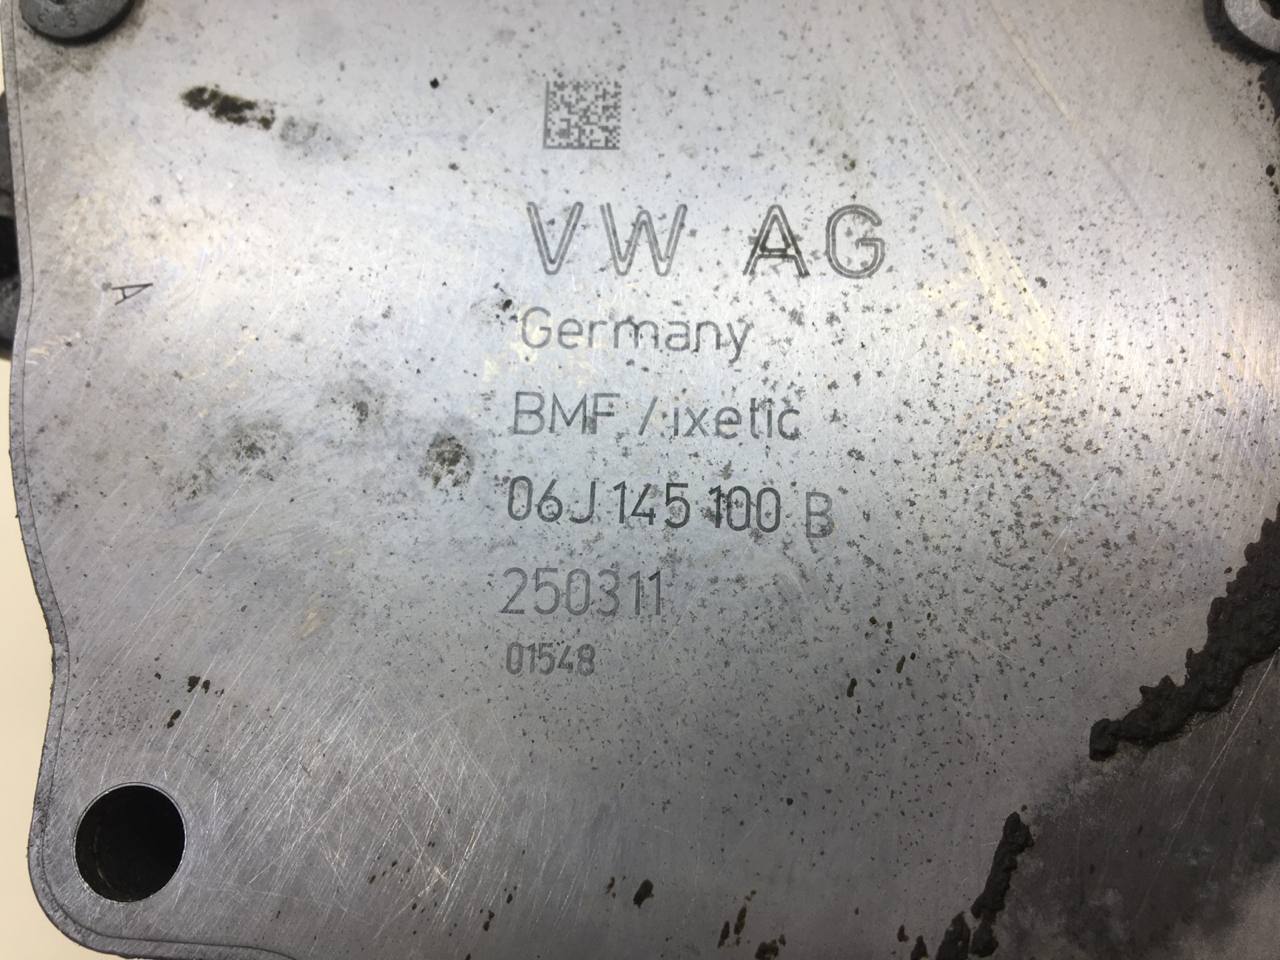 VW AG
A
Germany
BMF / ixetic
06J 145 100 B
250311
01548